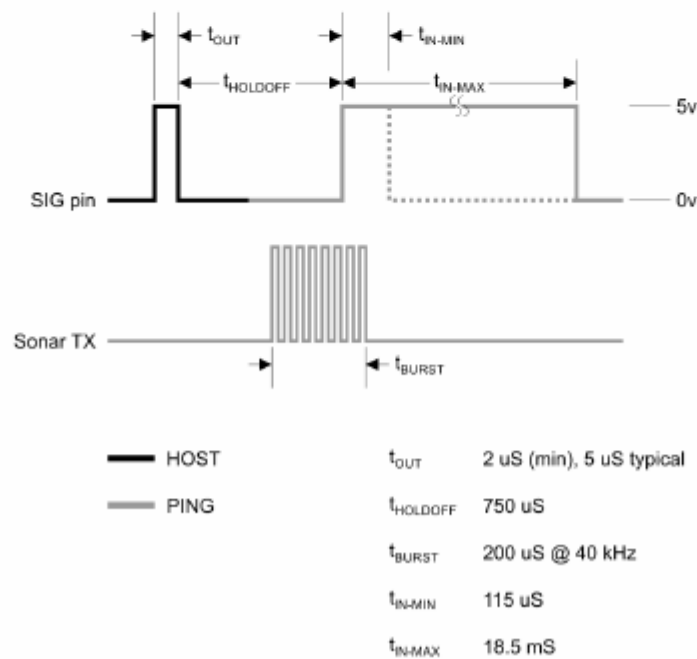 tOUT
tIN-MIN
tHOLDOFF
tIN-MAX
5v
SIG pin
0v
Sonar TX
tBURST
HOST
tOUT 2 uS (min), 5 uS typical
PING
tHOLDOFF 750 uS
tBURST 200 uS @ 40 kHz
tIN-MIN 115 uS
tIN-MAX 18.5 mS